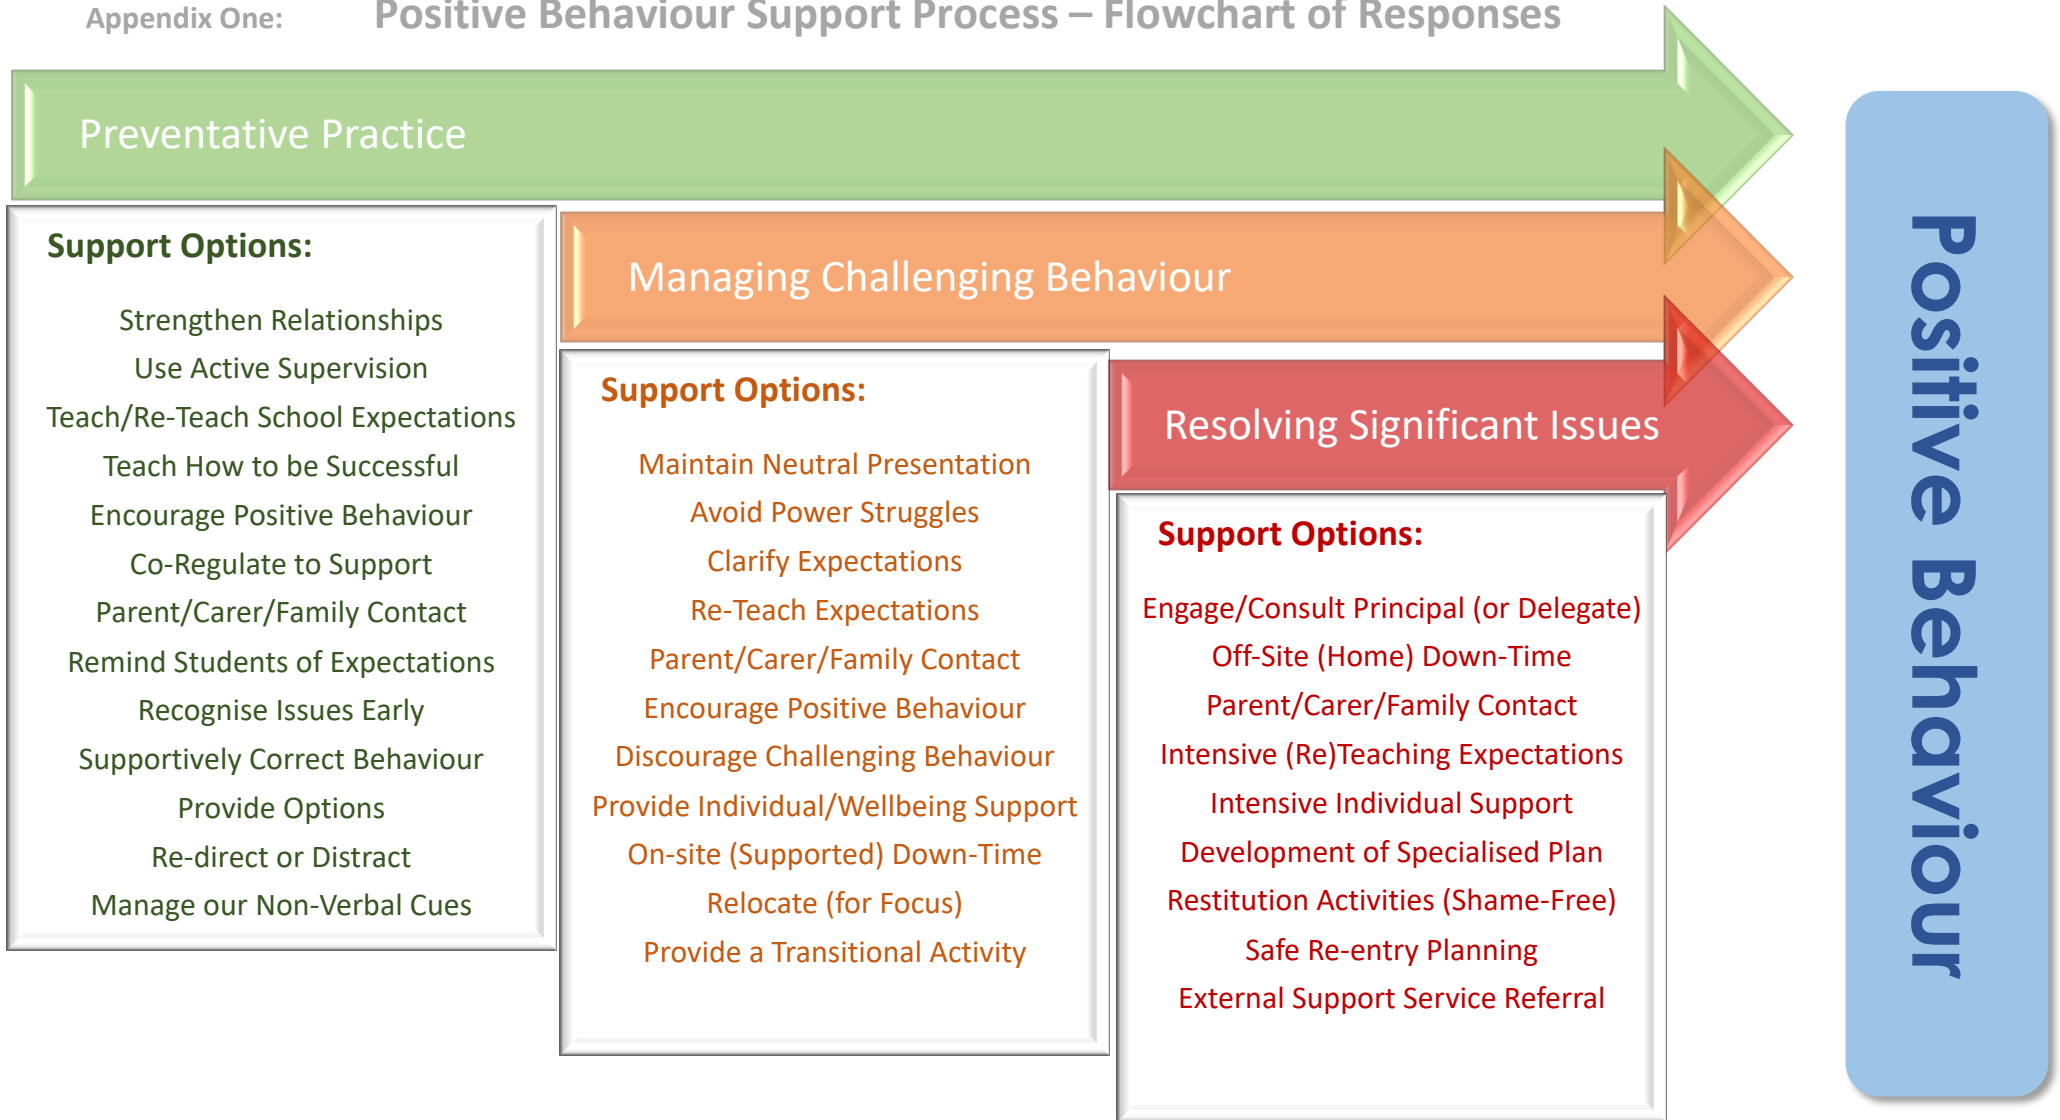 Appendix One: Positive Behaviour Support Process – Flowchart of Responses
Preventative Practice
Support Options:
Strengthen Relationships
Use Active Supervision
Teach/Re-Teach School Expectations
Teach How to be Successful
Encourage Positive Behaviour
Co-Regulate to Support
Parent/Carer/Family Contact
Remind Students of Expectations
Recognise Issues Early
Supportively Correct Behaviour
Provide Options
Re-direct or Distract
Manage our Non-Verbal Cues
Managing Challenging Behaviour
Support Options:
Maintain Neutral Presentation
Avoid Power Struggles
Clarify Expectations
Re-Teach Expectations
Parent/Carer/Family Contact
Encourage Positive Behaviour
Discourage Challenging Behaviour
Provide Individual/Wellbeing Support
On-site (Supported) Down-Time
Relocate (for Focus)
Provide a Transitional Activity
Resolving Significant Issues
Support Options:
Engage/Consult Principal (or Delegate)
Off-Site (Home) Down-Time
Parent/Carer/Family Contact
Intensive (Re)Teaching Expectations
Intensive Individual Support
Development of Specialised Plan
Restitution Activities (Shame-Free)
Safe Re-entry Planning
External Support Service Referral
Positive Behaviour